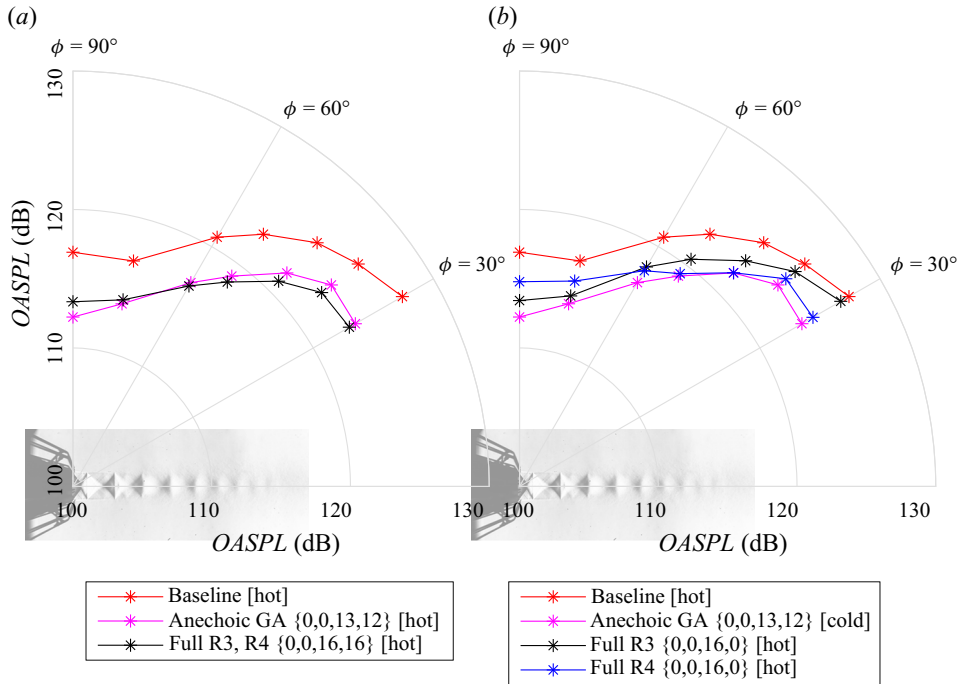 (a)
(b)
ϕ = 90°
ϕ = 90°
130
130
ϕ = 60°
ϕ = 60°
120
120
OASPL (dB)
OASPL (dB)
ϕ = 30°
ϕ = 30°
110
110
100
100
100 110 120 130
100 110 120 130
OASPL (dB)
OASPL (dB)
Baseline [hot]
Anechoic GA {0,0,13,12} [hot]
Full R3, R4 {0,0,16,16} [hot]
Baseline [hot]
Anechoic GA {0,0,13,12} [cold]
Full R3 {0,0,16,0} [hot]
Full R4 {0,0,16,0} [hot]